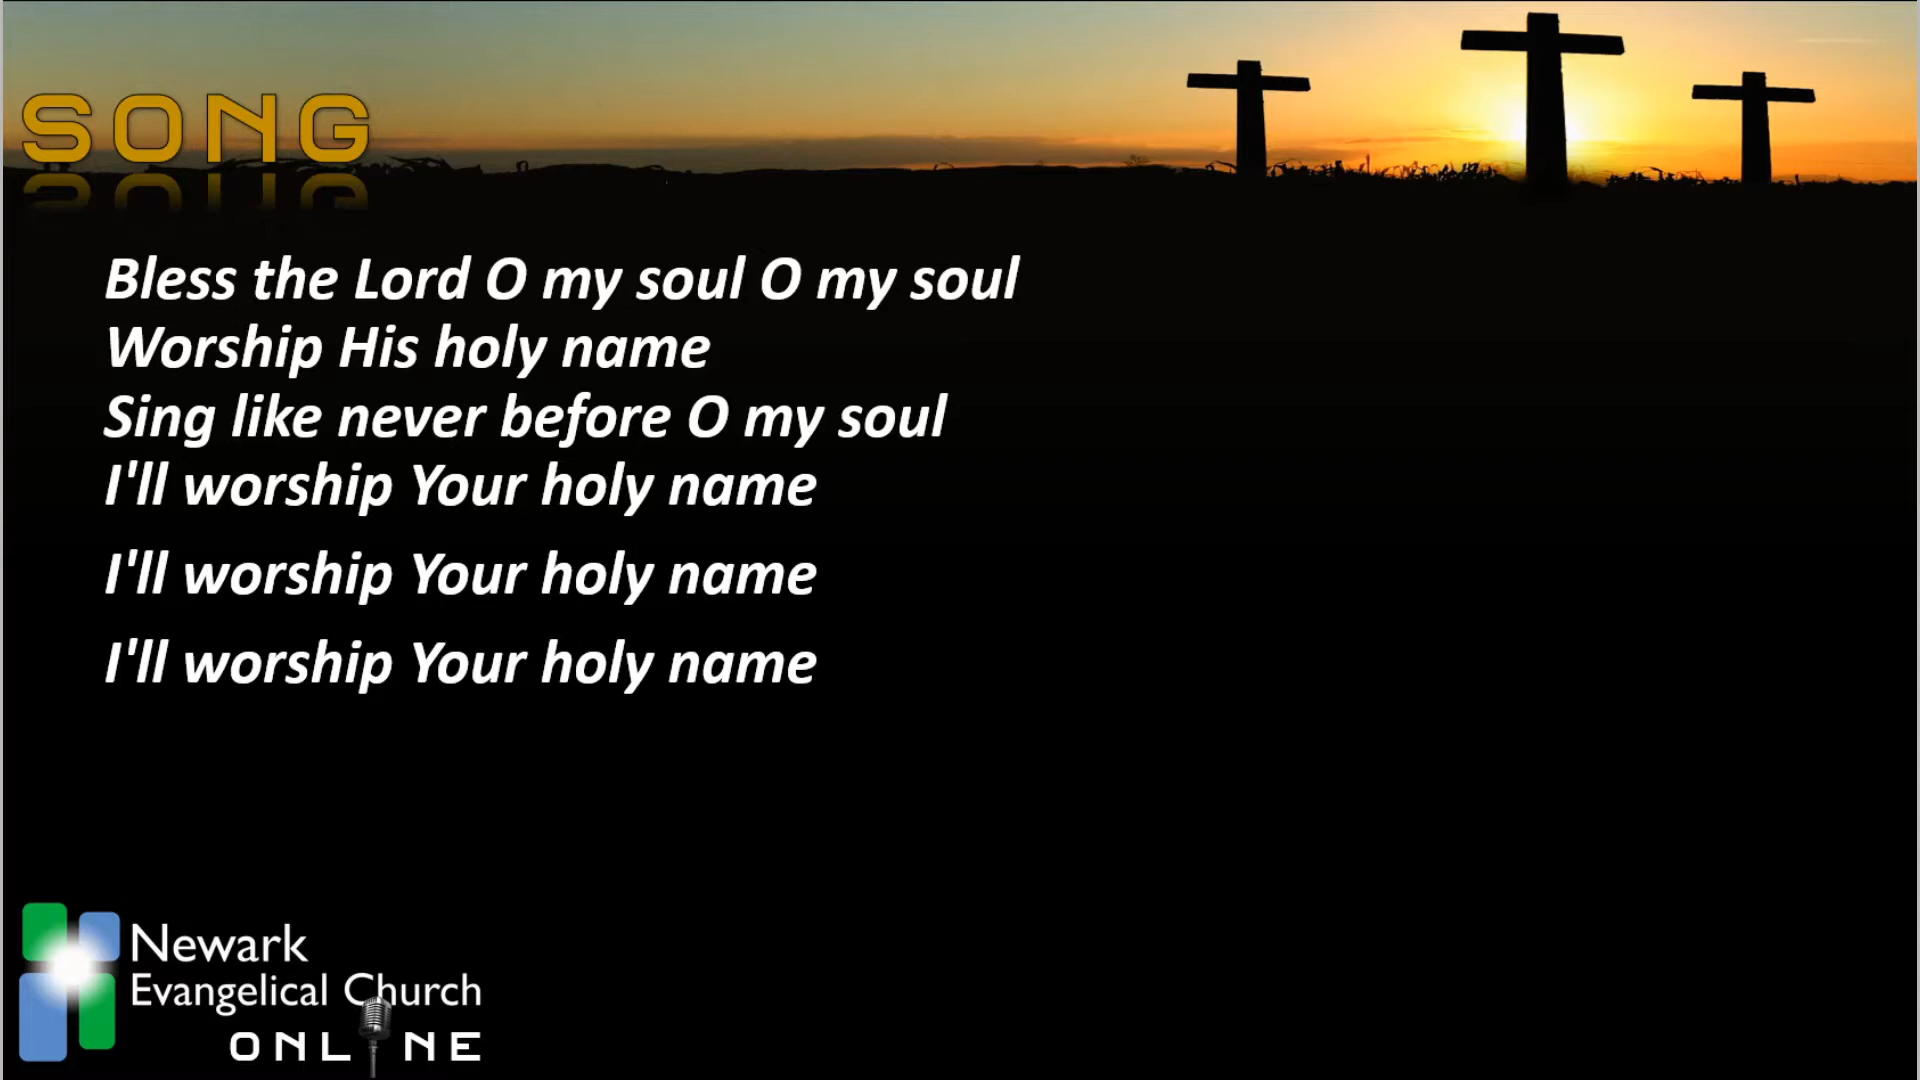 SONG
Bless the Lord O my soul O my soul
Worship His holy name
Sing like never before O my soul
I'll worship Your holy name
I'll worship Your holy name
I'll worship Your holy name
Newark
Evangelical Church
ONLINE